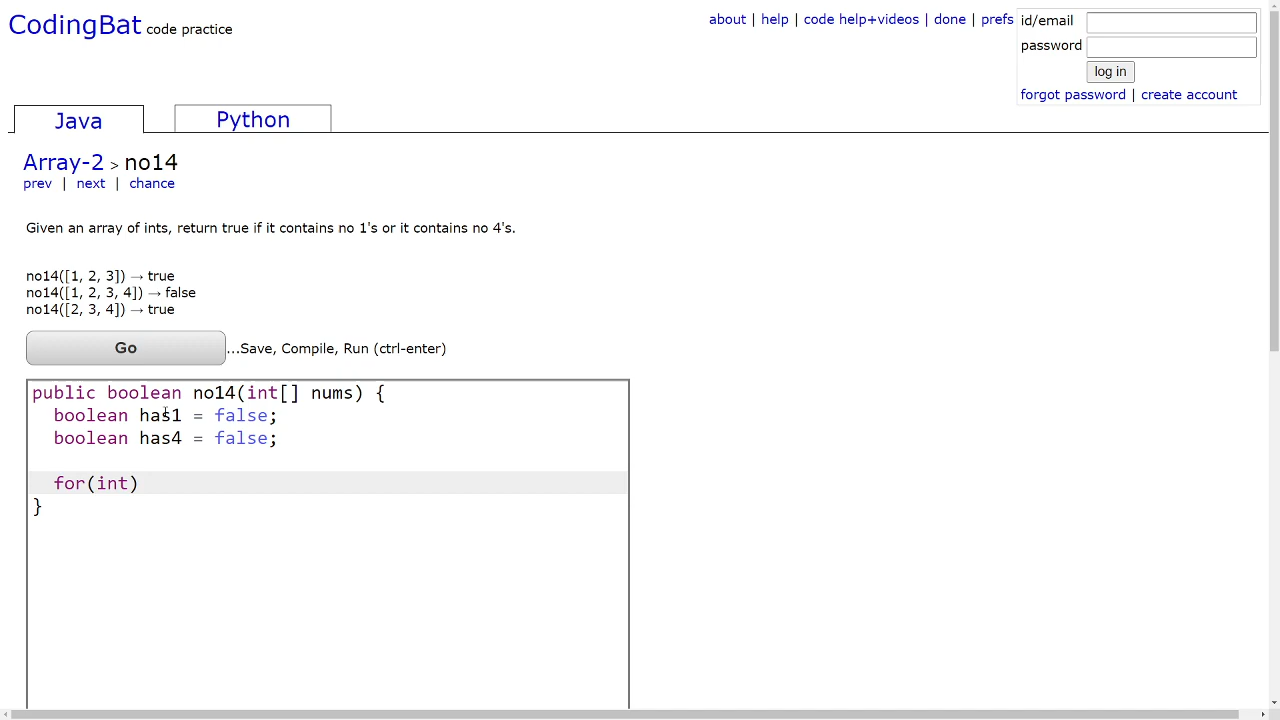 CodingBat code practice
about | help | code help+videos | done | prefs
id/email
password
log in
forgot password | create account
Java
Python
Array-2 > no14
prev | next | chance
Given an array of ints, return true if it contains no 1's or it contains no 4's.
no14([1, 2, 3]) → true
no14([1, 2, 3, 4]) → false
no14([2, 3, 4]) → true
Go
...Save, Compile, Run (ctrl-enter)
public boolean no14(int[] nums) {
boolean has1 = false;
boolean has4 = false;
for(int)
}